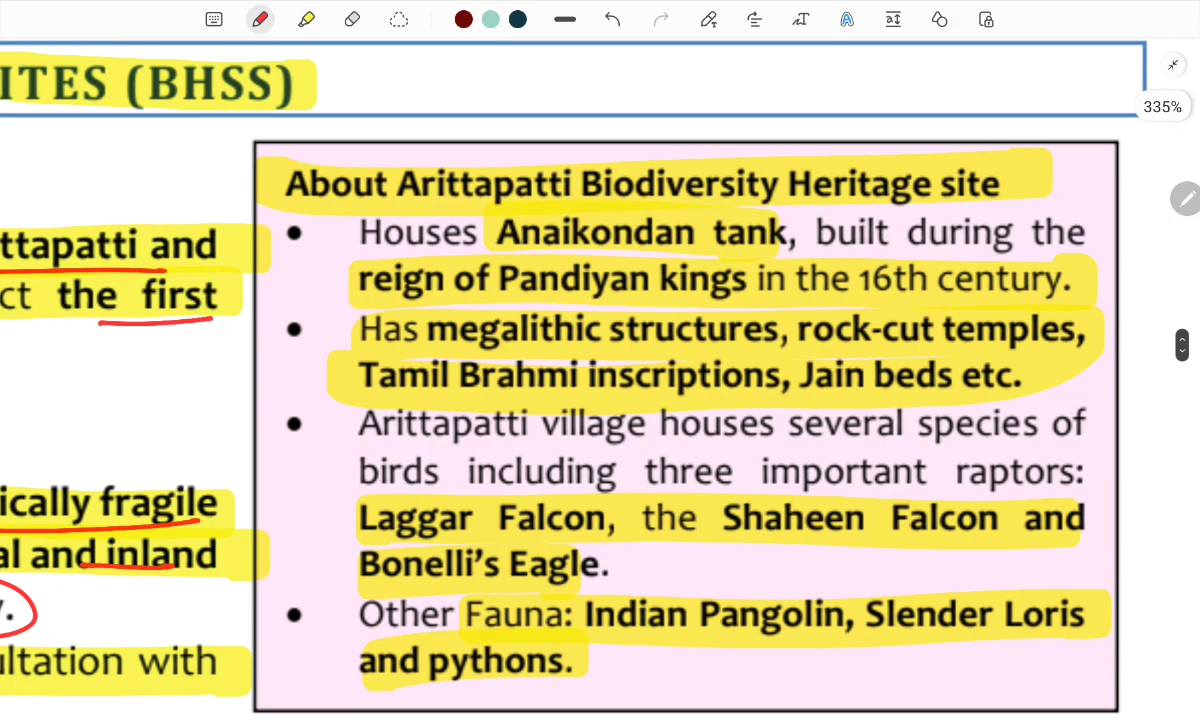 ITES (BHSS)
335%
ttapatti and
ct the first
ically fragile
al and inland
ultation with
About Arittapatti Biodiversity Heritage site
• Houses Anaikondan tank, built during the
reign of Pandiyan kings in the 16th century.
• Has megalithic structures, rock-cut temples,
Tamil Brahmi inscriptions, Jain beds etc.
• Arittapatti village houses several species of
birds including three important raptors:
Laggar Falcon, the Shaheen Falcon and
Bonelli's Eagle.
• Other Fauna: Indian Pangolin, Slender Loris
and pythons.